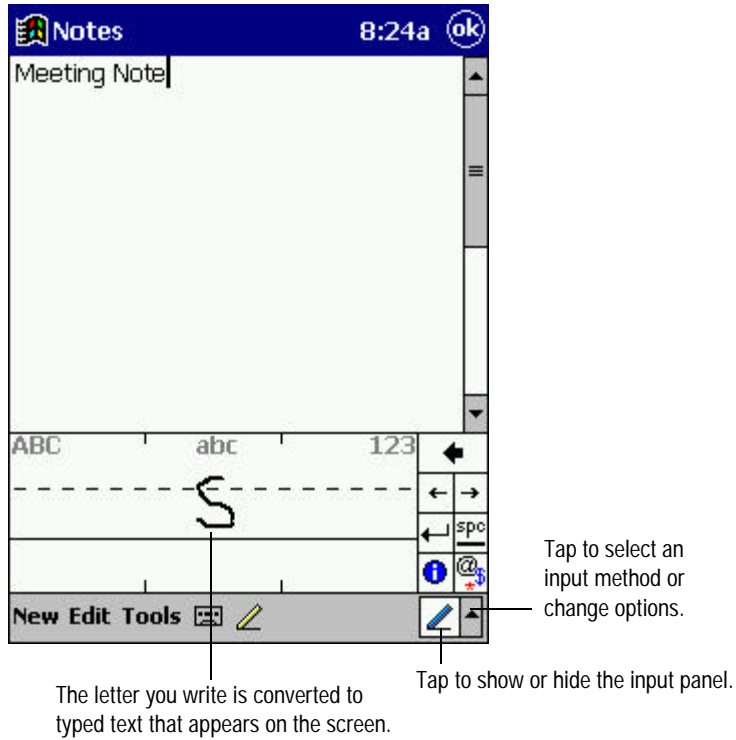 Notes 8:24a ok
Meeting Note
ABC abc 123
S
spc
@
*$
New Edit Tools
Tap to select an
input method or
change options.
Tap to show or hide the input panel.
The letter you write is converted to
typed text that appears on the screen.